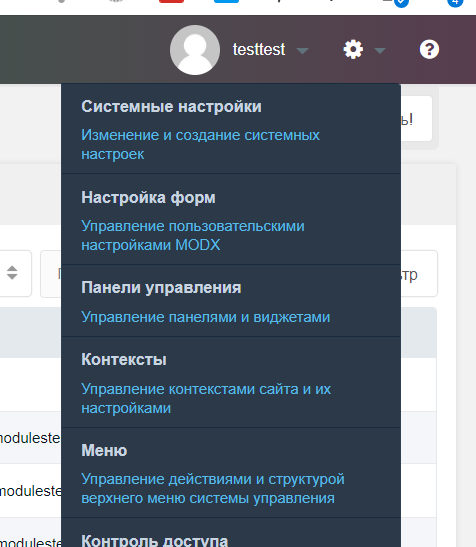 4
testtest
ь!
Системные настройки
Изменение и создание системных
настроек
Настройка форм
Управление пользовательскими
настройками MODX
тр
Панели управления
Управление панелями и виджетами
Контексты
Управление контекстами сайта и их
настройками
moduleste
Меню
Управление действиями и структурой
верхнего меню системы управления
moduleste
Контроль доступа
moduleste